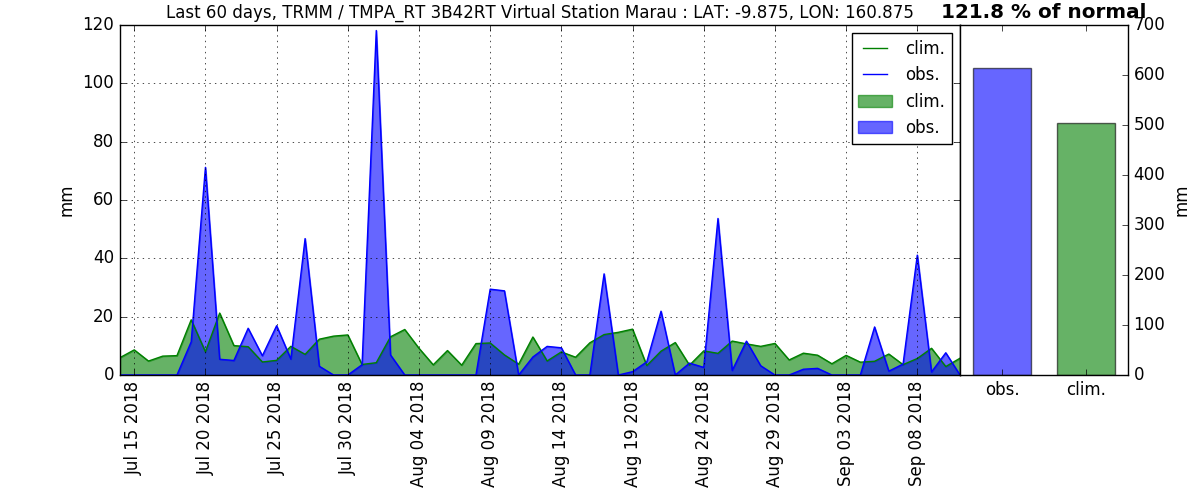 Last 60 days, TRMM / TMPA_RT 3B42RT Virtual Station Marau : LAT: -9.875, LON: 160.875
121.8 % of normal
120
100
80
60
40
20
0
mm
clim.
obs.
clim.
obs.
Jul 15 2018
Jul 20 2018
Jul 25 2018
Jul 30 2018
Aug 04 2018
Aug 09 2018
Aug 14 2018
Aug 19 2018
Aug 24 2018
Aug 29 2018
Sep 03 2018
Sep 08 2018
700
600
500
400
300
200
100
0
mm
obs.
clim.